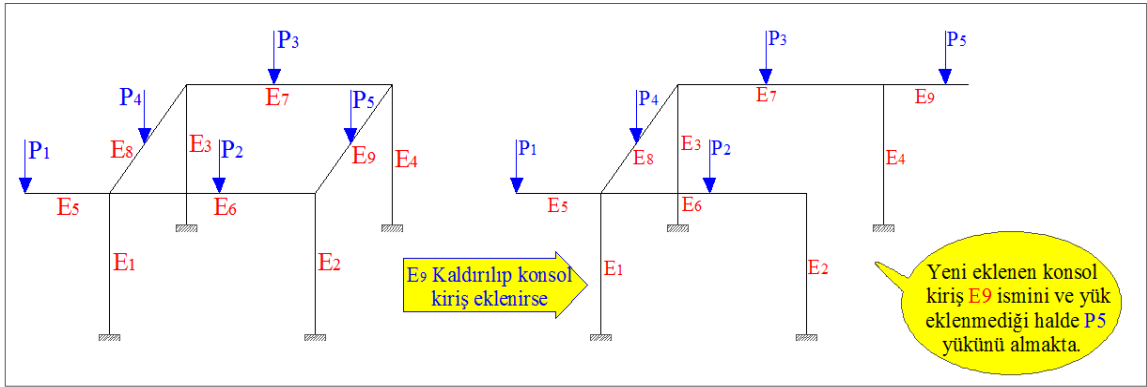 P3
P4
E7
P5
E8
E3
E9
E4
P1
P2
E5
E6
E1
E2
E9 Kaldırılıp konsol
kiriş eklenirse
P3
P5
P4
E7
E9
E8
E3
E4
P1
P2
E5
E6
E1
E2
Yeni eklenen konsol
kiriş E9 ismini ve yük
eklenmediği halde P5
yükünü almakta.